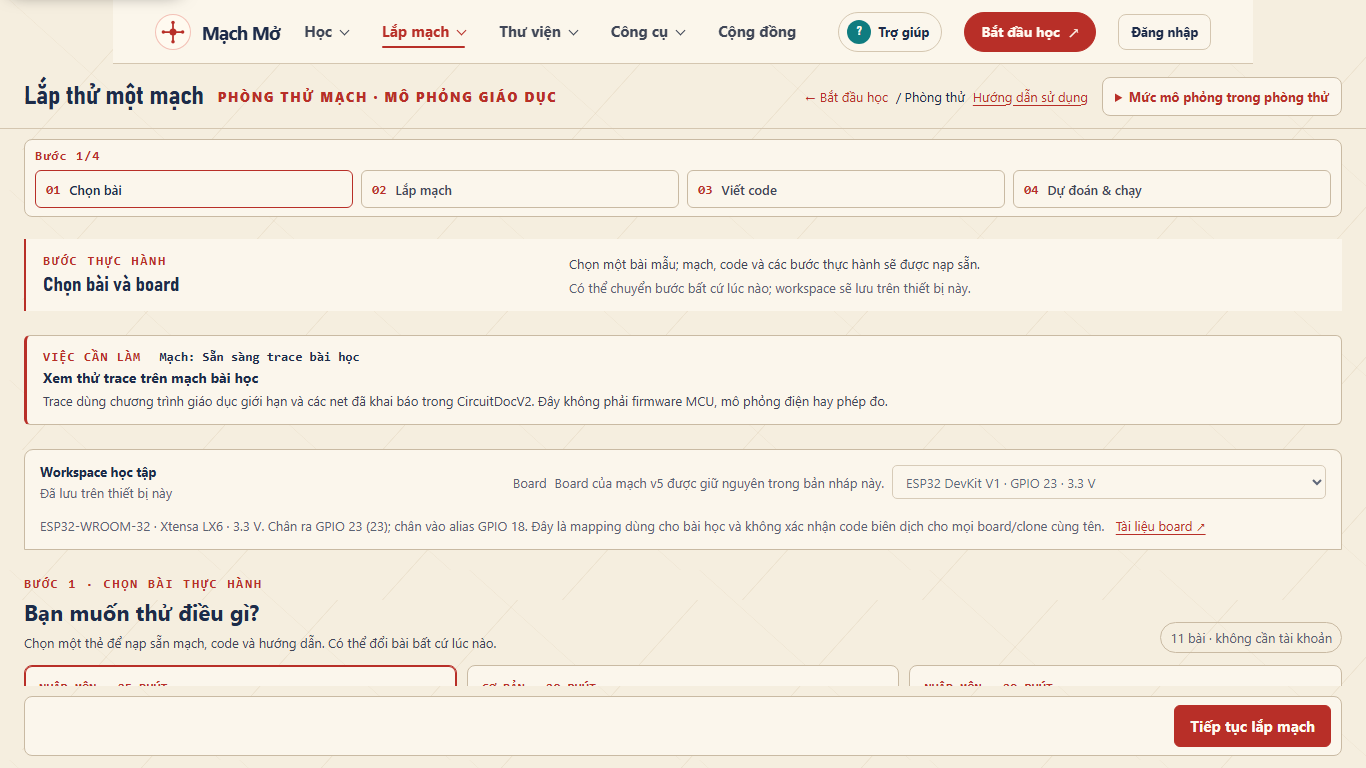 Mạch Mở
Học
Lắp mạch
Thư viện
Công cụ
Cộng đồng
? Trợ giúp
Bắt đầu học ↗
Đăng nhập
Lắp thử một mạch
PHÒNG THỬ MẠCH · MÔ PHỎNG GIÁO DỤC
← Bắt đầu học / Phòng thử Hướng dẫn sử dụng
▶ Mức mô phỏng trong phòng thử
Bước 1/4
01 Chọn bài
02 Lắp mạch
03 Viết code
04 Dự đoán & chạy
BƯỚC THỰC HÀNH
Chọn bài và board
Chọn một bài mẫu; mạch, code và các bước thực hành sẽ được nạp sẵn.
Có thể chuyển bước bất cứ lúc nào; workspace sẽ lưu trên thiết bị này.
VIỆC CẦN LÀM Mạch: Sẵn sàng trace bài học
Xem thử trace trên mạch bài học
Trace dùng chương trình giáo dục giới hạn và các net đã khai báo trong CircuitDocV2. Đây không phải firmware MCU, mô phỏng điện hay phép đo.
Workspace học tập
Đã lưu trên thiết bị này
Board Board của mạch v5 được giữ nguyên trong bản nháp này.
ESP32 DevKit V1 · GPIO 23 · 3.3 V
ESP32-WROOM-32 · Xtensa LX6 · 3.3 V. Chân ra GPIO 23 (23); chân vào alias GPIO 18. Đây là mapping dùng cho bài học và không xác nhận code biên dịch cho mọi board/clone cùng tên. Tài liệu board ↗
BƯỚC 1 · CHỌN BÀI THỰC HÀNH
Bạn muốn thử điều gì?
Chọn một thẻ để nạp sẵn mạch, code và hướng dẫn. Có thể đổi bài bất cứ lúc nào.
11 bài · không cần tài khoản
Tiếp tục lắp mạch